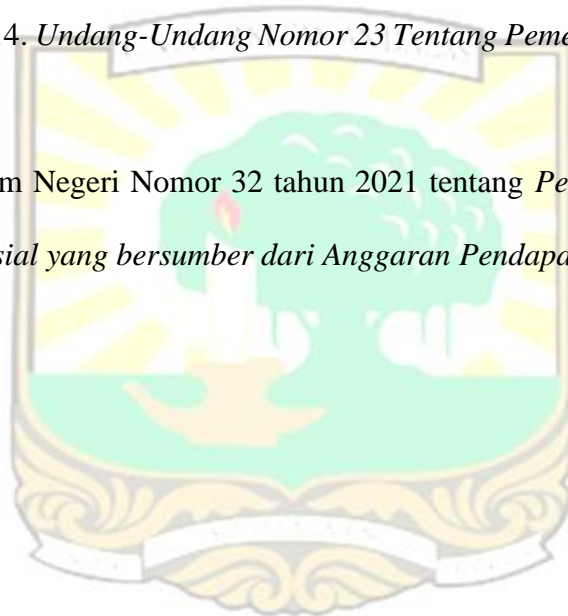 14. Undang-Undang Nomor 23 Tentang Peme
m Negeri Nomor 32 tahun 2021 tentang Pe
sial yang bersumber dari Anggaran Pendapa